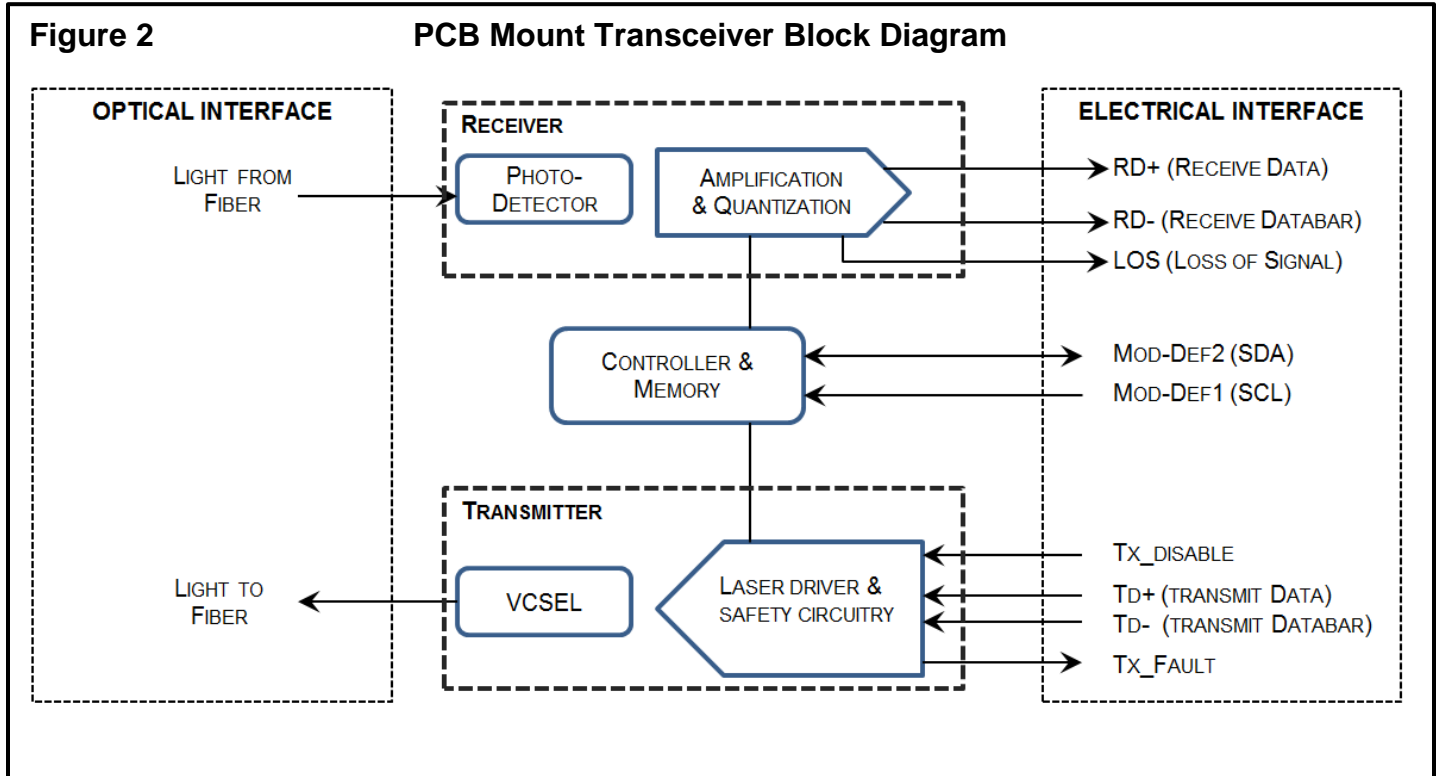 Figure 2 PCB Mount Transceiver Block Diagram
OPTICAL INTERFACE
LIGHT FROM
FIBER
LIGHT TO
FIBER
RECEIVER
PHOTO-
DETECTOR
AMPLIFICATION
& QUANTIZATION
CONTROLLER &
MEMORY
TRANSMITTER
VCSEL
LASER DRIVER &
SAFETY CIRCUITRY
ELECTRICAL INTERFACE
RD+ (RECEIVE DATA)
RD- (RECEIVE DATABAR)
LOS (LOSS OF SIGNAL)
MOD-DEF2 (SDA)
MOD-DEF1 (SCL)
TX_DISABLE
TD+ (TRANSMIT DATA)
TD- (TRANSMIT DATABAR)
TX_FAULT